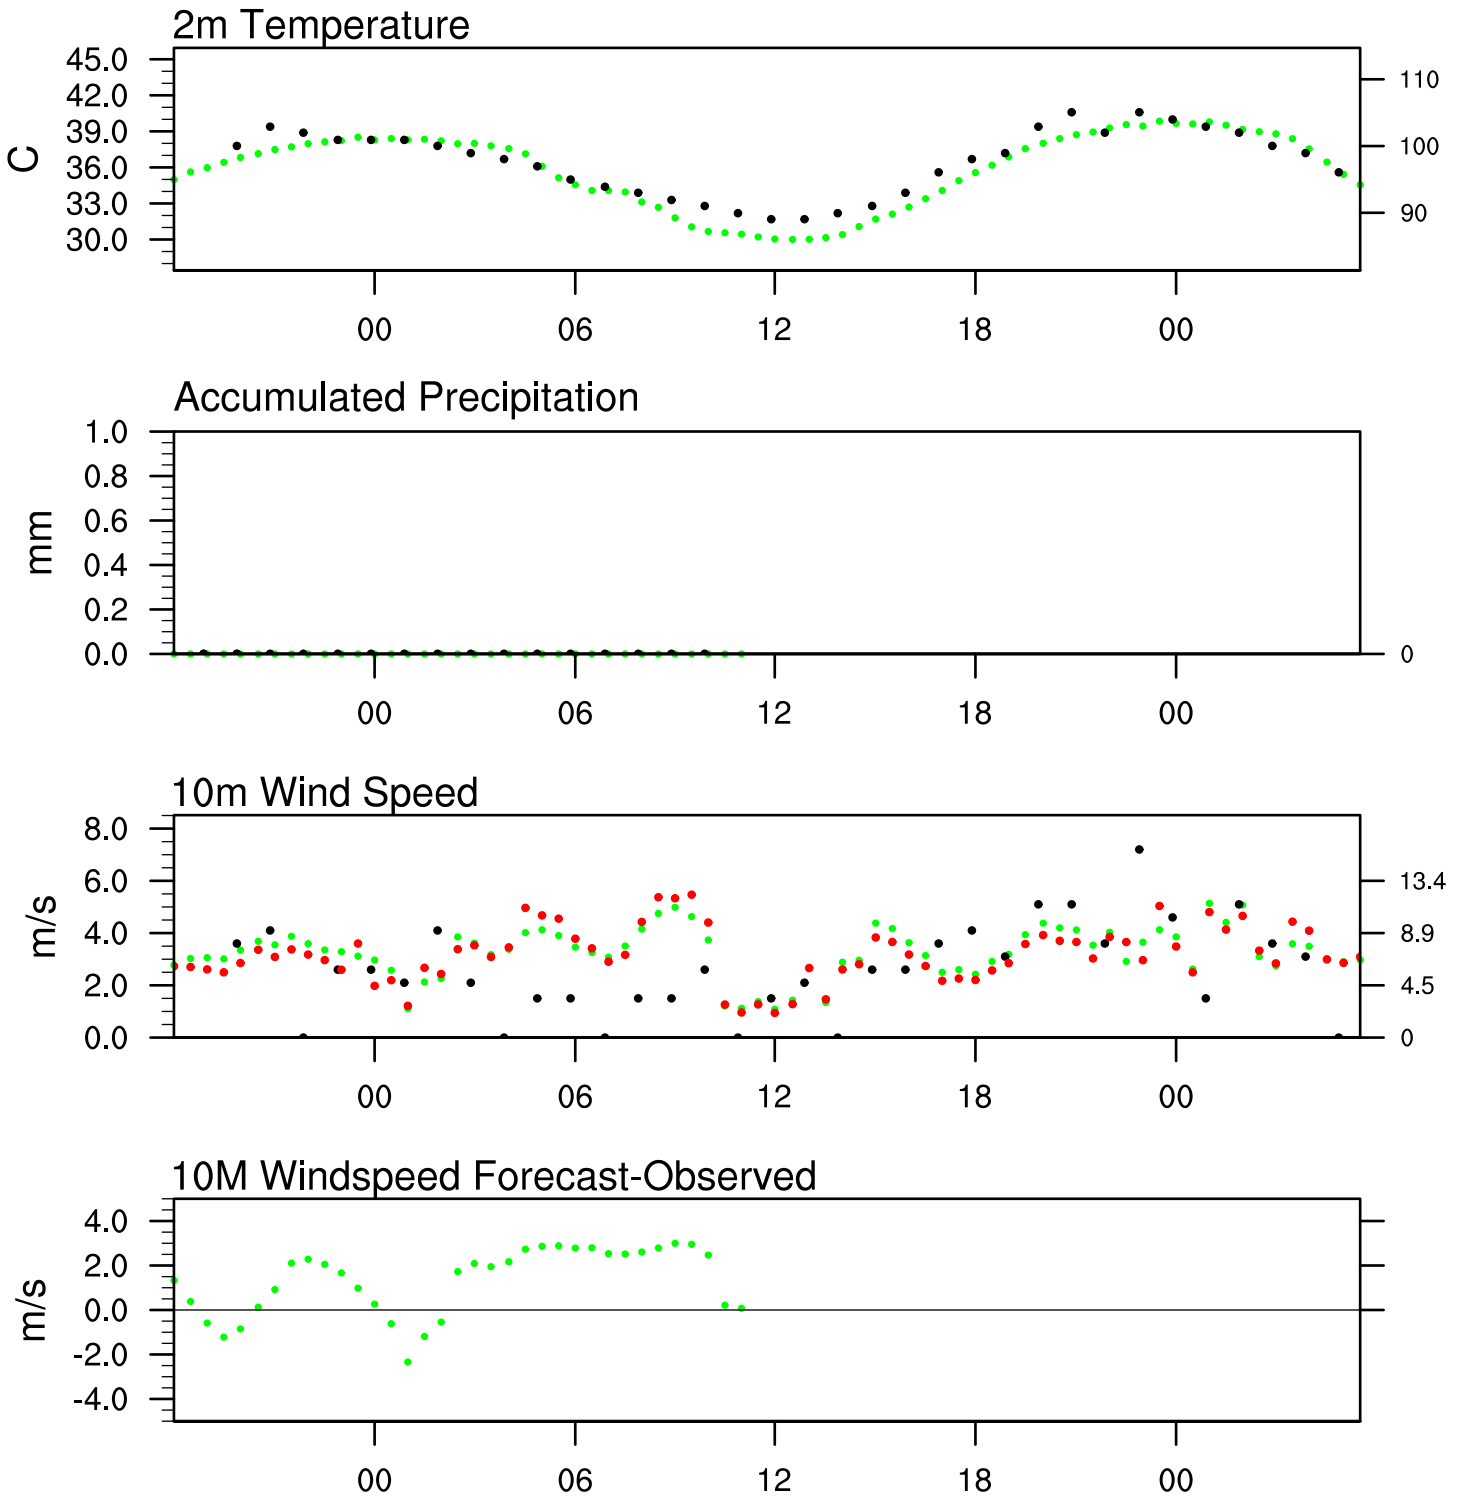 2m Temperature
45.0
42.0
39.0
36.0
33.0
30.0
C
110
100
90
00 06 12 18 00
Accumulated Precipitation
1.0
0.8
0.6
0.4
0.2
0.0
mm
0
00 06 12 18 00
10m Wind Speed
8.0
6.0
4.0
2.0
0.0
m/s
13.4
8.9
4.5
0
00 06 12 18 00
10M Windspeed Forecast-Observed
4.0
2.0
0.0
-2.0
-4.0
m/s
00 06 12 18 00